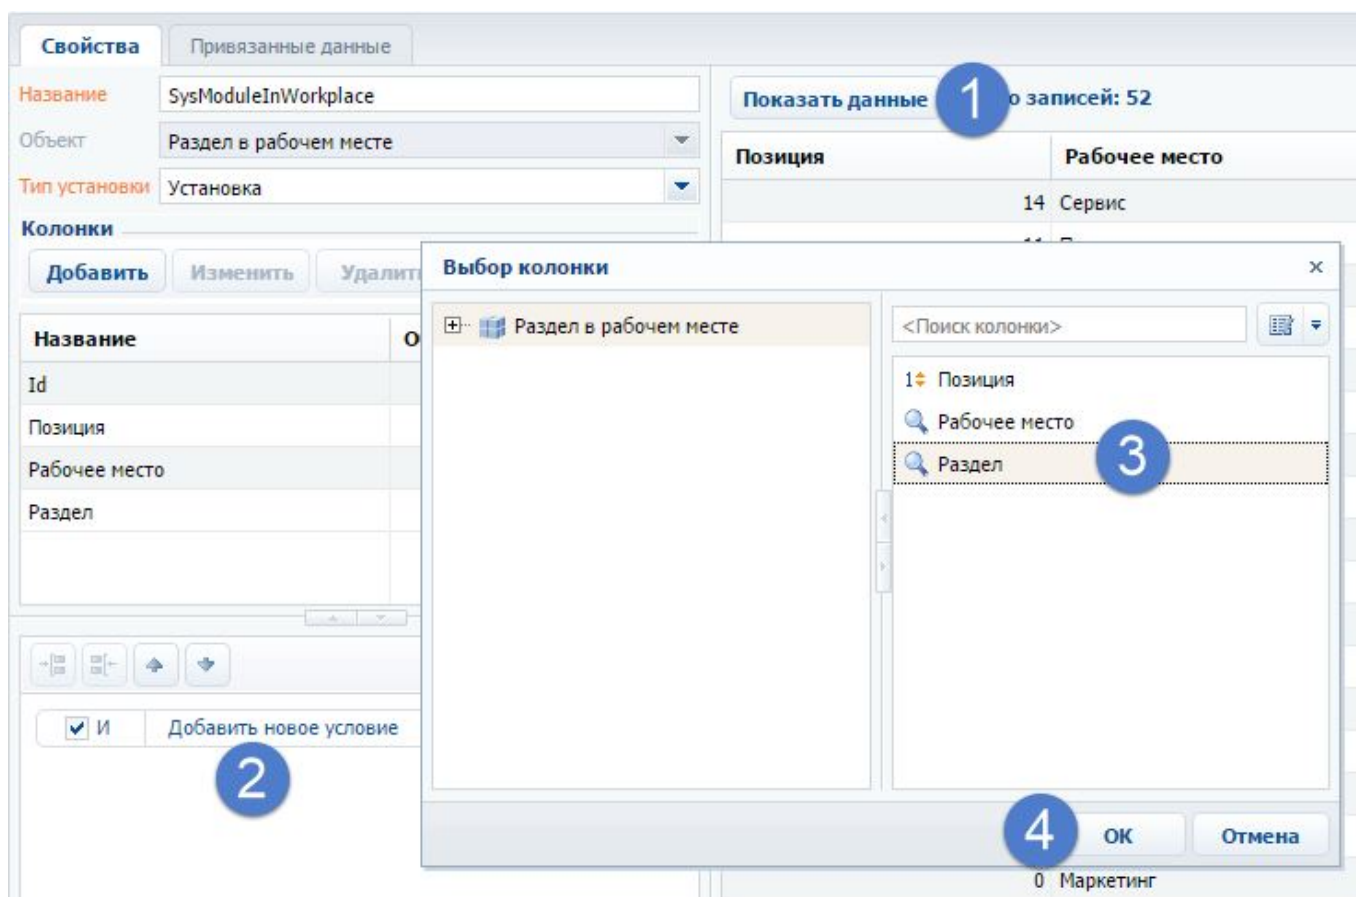 Свойства
Привязанные данные
Название
SysModuleInWorkplace
Объект
Раздел в рабочем месте
Тип установки
Установка
Колонки
Добавить
Изменить
Название
Id
Позиция
Рабочее место
Раздел
И
Добавить новое условие
2
Показать данные
1
о записей: 52
Позиция
Рабочее место
14
Сервис
Выбор колонки
Раздел в рабочем месте
<Поиск колонки>
Позиция
Рабочее место
3
Раздел
4
ОК
Отмена
0
Маркетинг